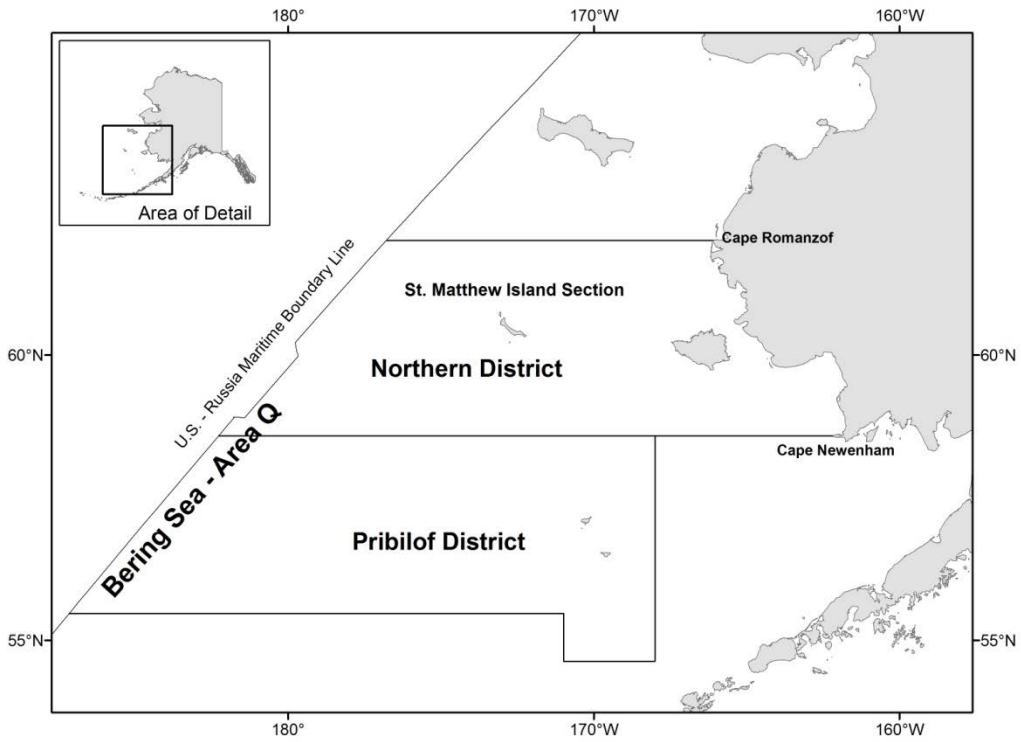 180°
170°W
160°W
Area of Detail
Cape Romanzof
U.S. - Russia Maritime Boundary Line
St. Matthew Island Section
60°N
60°N
Northern District
Bering Sea - Area Q
Cape Newenham
Pribilof District
55°N
55°N
180°
170°W
160°W